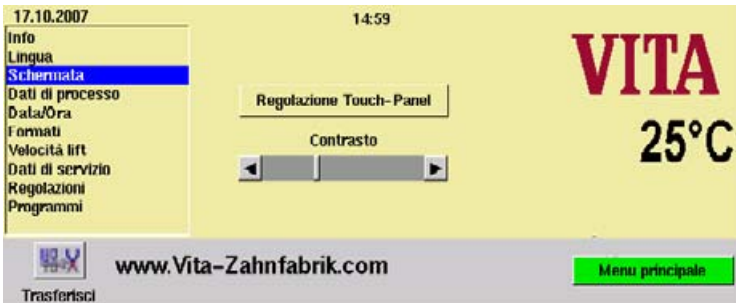 17.10.2007
14:59
Info
Lingua
Schermata
Dati di processo
Data/Ora
Formati
Velocità lift
Dati di servizio
Regolazioni
Programmi
Regolazione Touch-Panel
Contrasto
VITA
25°C
Trasferisci
www.Vita-Zahnfabrik.com
Menu principale